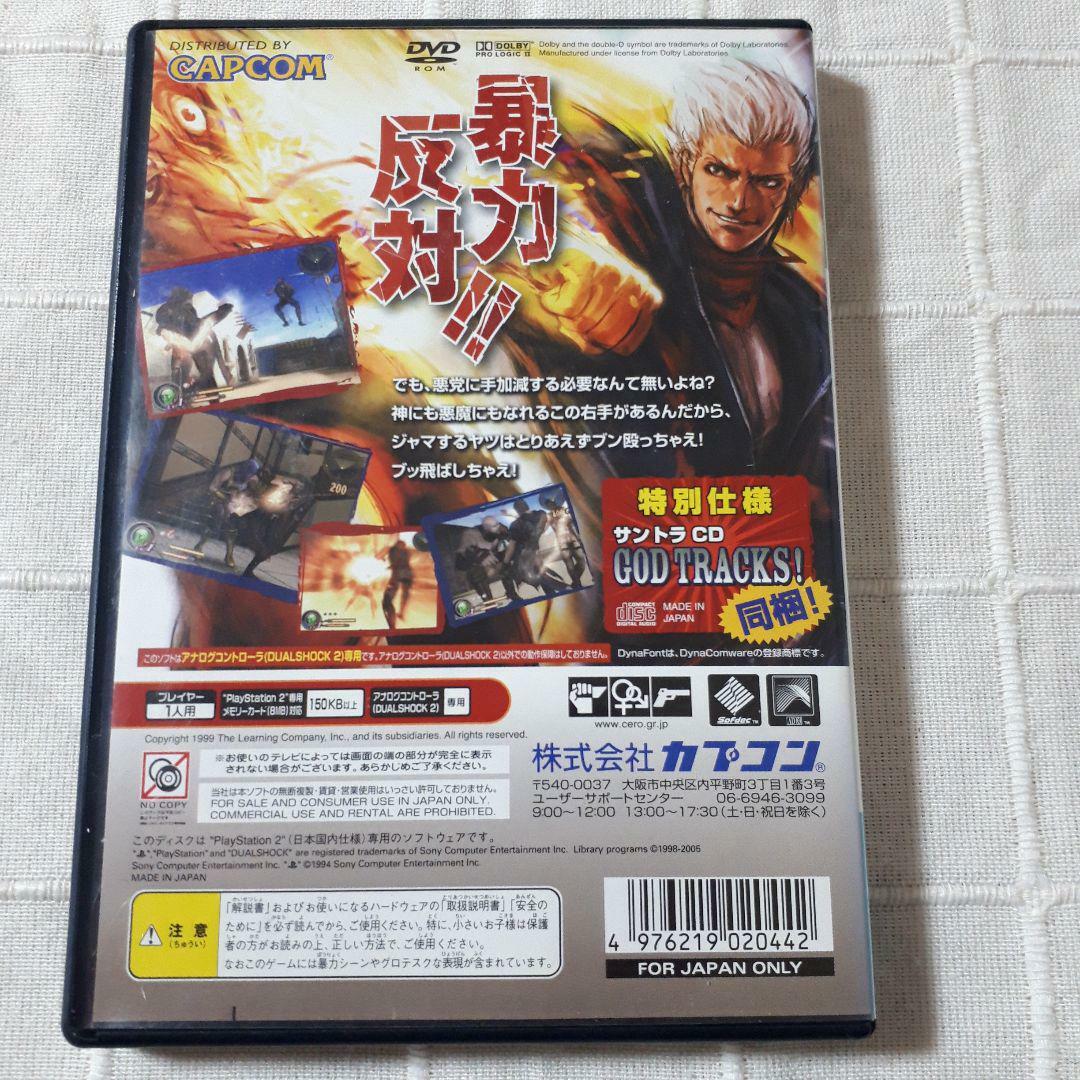 DISTRIBUTED BY
CAPCOM®
DVD
ROM
DOLBY
PRO LOGIC II
Dolby and the double-D symbol are trademarks of Dolby Laboratories.
Manufactured under license from Dolby Laboratories.
暴力
反対!!
でも、悪党に手加減する必要なんて無いよね?
神にも悪魔にもなれるこの右手があるんだから、
ジャマするヤツはとりあえずブン殴っちゃえ!
ブッ飛ばしちゃえ!
200
特別仕様
サントラ CD
GOD TRACKS!
COMPACT
disc
DIGITAL AUDIO
MADE IN
JAPAN
同梱!
このソフトはアナログコントローラ(DUALSHOCK 2)専用です。アナログコントローラ(DUALSHOCK 2)以外での動作保障はしておりません。
DynaFontは、DynaComwareの登録商標です。
プレイヤー
1人用
"PlayStation 2"専用
メモリーカード(8MB)対応
150KB以上
アナログコントローラ
(DUALSHOCK 2)
専用
www.cero.gr.jp
Sofdec™
ADX™
Copyright 1999 The Learning Company, Inc., and its subsidiaries. All rights reserved.
NO COPY
※お使いのテレビによっては画面の端の部分が完全に表示
されない場合がございます。あらかじめご了承ください。
当社は本ソフトの無断複製・賃貸・営業使用はいっさい許可しておりません。
FOR SALE AND CONSUMER USE IN JAPAN ONLY.
COMMERCIAL USE AND RENTAL ARE PROHIBITED.
株式会社 カプコン®
〒540-0037 大阪市中央区内平野町3丁目1番3号
ユーザーサポートセンター 06-6946-3099
9:00〜12:00 13:00〜17:30(土・日・祝日を除く)
このディスクは "PlayStation 2"(日本国内仕様)専用のソフトウェアです。
" ","PlayStation" and "DUALSHOCK" are registered trademarks of Sony Computer Entertainment Inc. Library programs ©1998-2005
Sony Computer Entertainment Inc. " "©1994 Sony Computer Entertainment Inc.
MADE IN JAPAN
注意
(ちゅうい)
「解説書」およびお使いになるハードウェアの「取扱説明書」「安全の
ために」を必ず読んでから、ご使用ください。特に、小さいお子様は保護
者の方がお読みの上、正しい方法で、ご使用ください。
なおこのゲームには暴力シーンやグロテスクな表現が含まれています。
4 976219 020442
FOR JAPAN ONLY